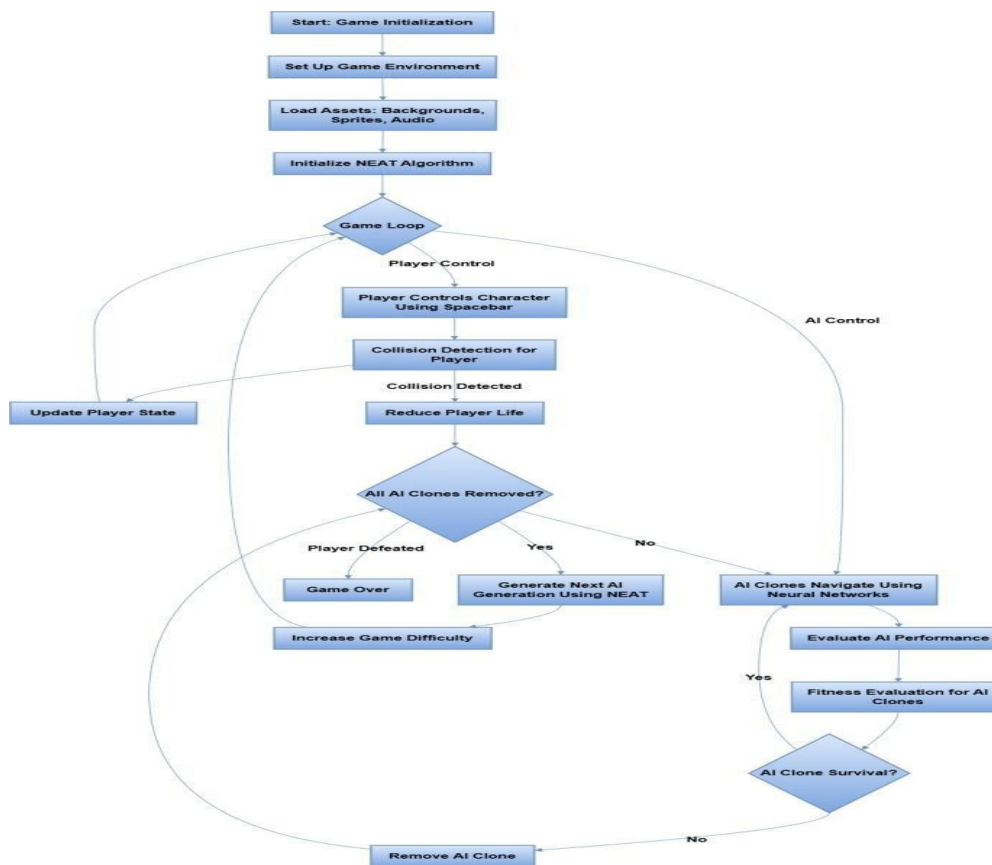 Start: Game Initialization
Set Up Game Environment
Load Assets: Backgrounds,
Sprites, Audio
Initialize NEAT Algorithm
Game Loop
Player Control
Player Controls Character
Using Spacebar
AI Control
Collision Detection for
Player
Collision Detected
Update Player State
Reduce Player Life
All AI Clones Removed?
Player Defeated
Yes
No
Game Over
Generate Next AI
Generation Using NEAT
AI Clones Navigate Using
Neural Networks
Increase Game Difficulty
Evaluate AI Performance
Yes
Fitness Evaluation for AI
Clones
AI Clone Survival?
No
Remove AI Clone